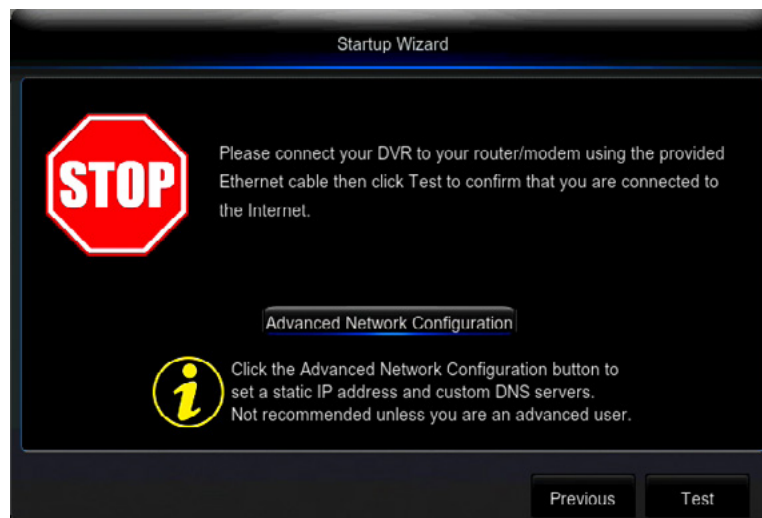 Startup Wizard
STOP
Please connect your DVR to your router/modem using the provided
Ethernet cable then click Test to confirm that you are connected to
the Internet.
Advanced Network Configuration
Click the Advanced Network Configuration button to
set a static IP address and custom DNS servers.
Not recommended unless you are an advanced user.
Previous Test